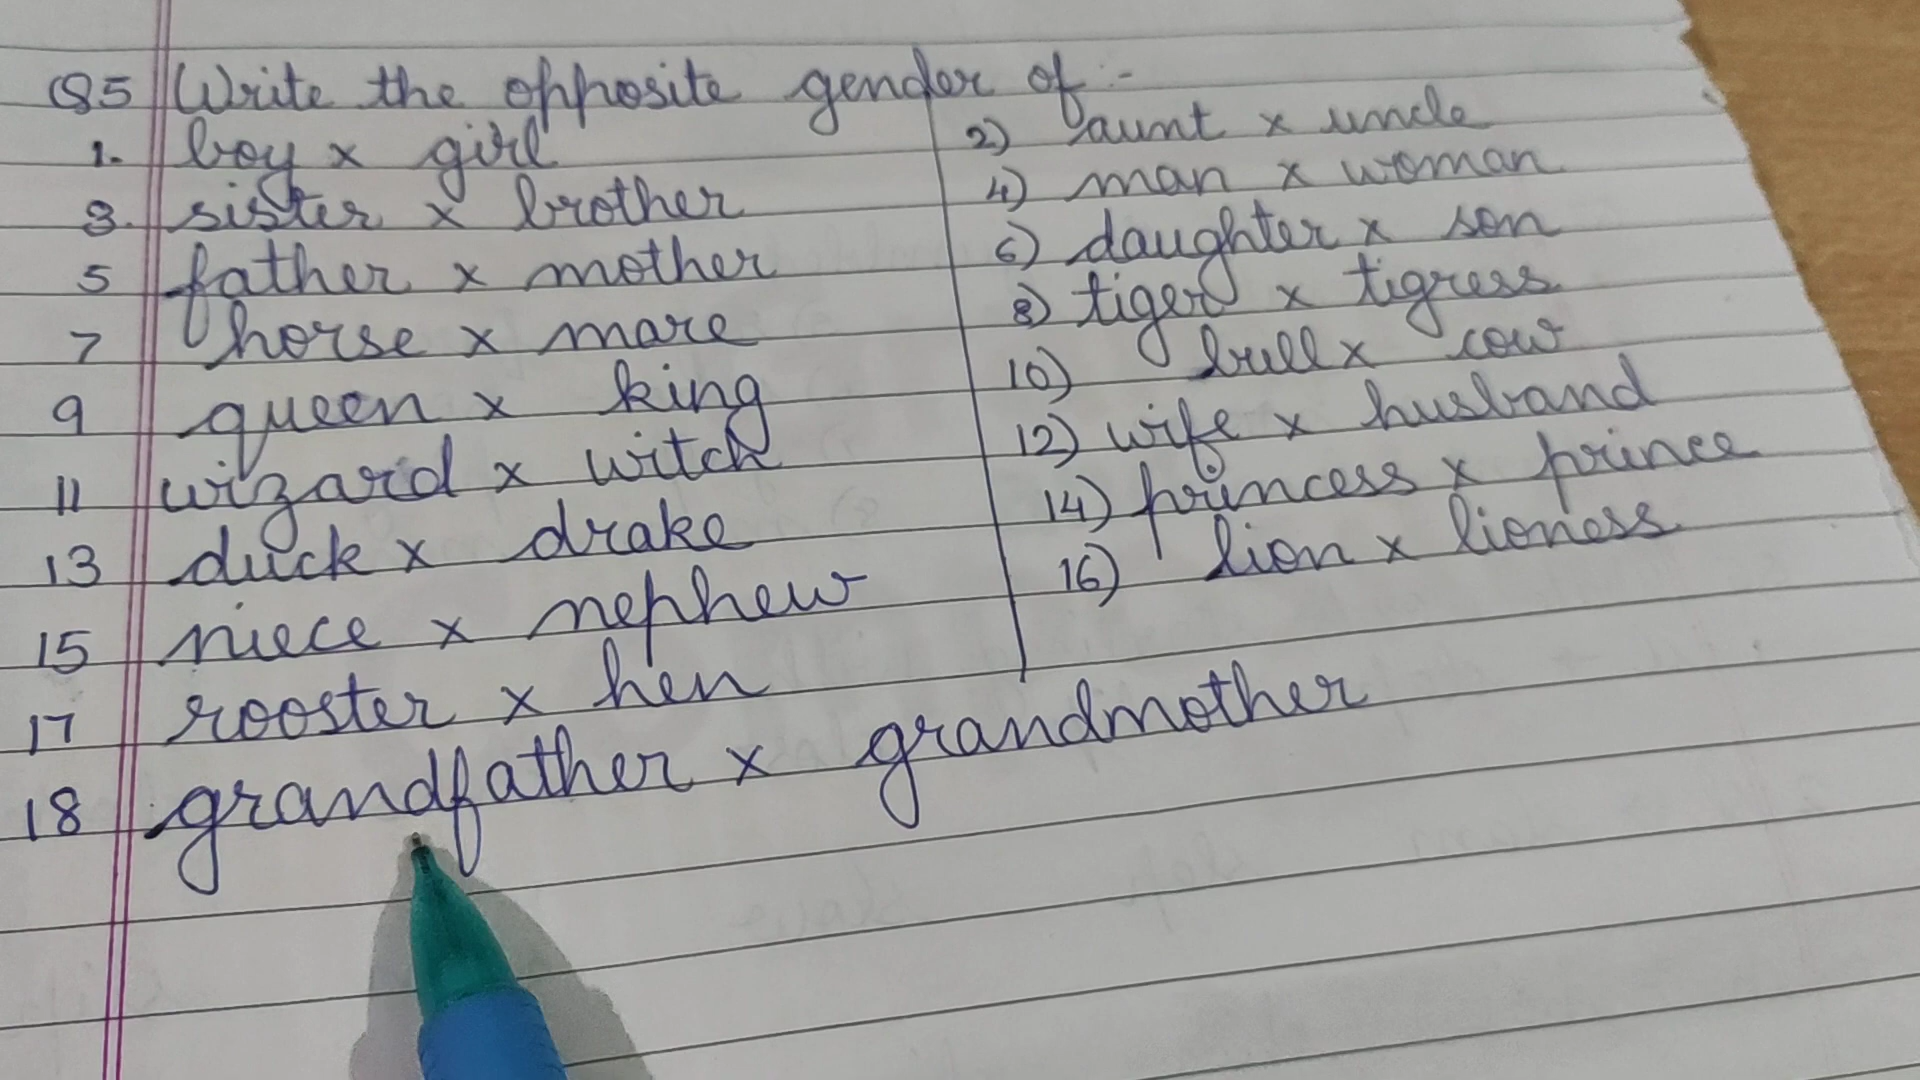 Q5 Write the opposite gender of :-
1. boy x girl
2) aunt x uncle
3. sister x brother
4) man x woman
5 father x mother
6) daughter x son
7 horse x mare
8) tiger x tigress
9 queen x king
10) bull x cow
11 wizard x witch
12) wife x husband
13 duck x drake
14) princess x prince
15 niece x nephew
16) lion x lioness
17 rooster x hen
18 grandfather x grandmother